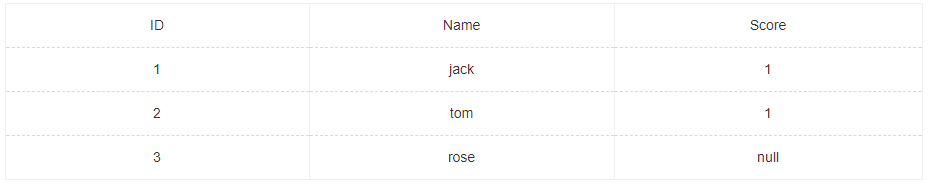 ID Name Score
1 jack 1
2 tom 1
3 rose null